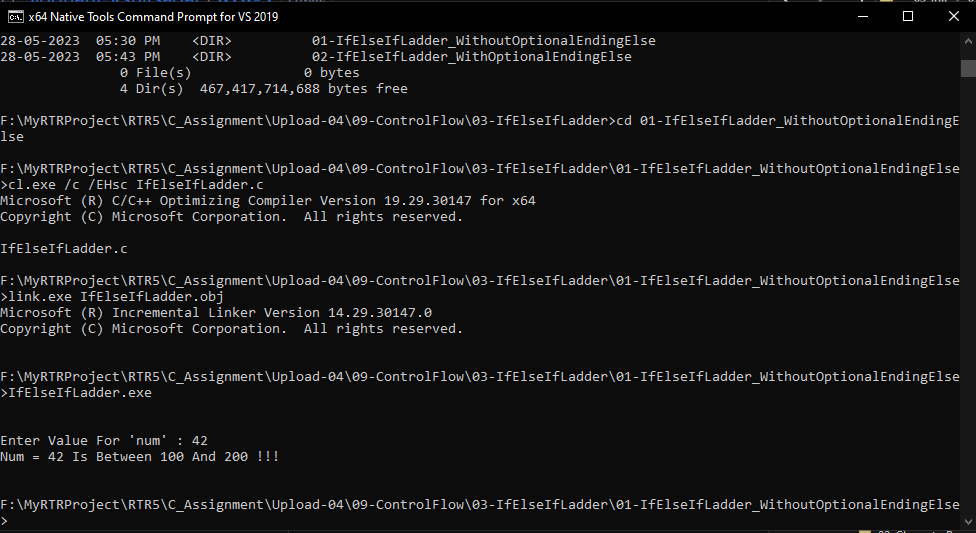 x64 Native Tools Command Prompt for VS 2019
28-05-2023  05:30 PM    <DIR>          01-IfElseIfLadder_WithoutOptionalEndingElse
28-05-2023  05:43 PM    <DIR>          02-IfElseIfLadder_WithOptionalEndingElse
               0 File(s)              0 bytes
               4 Dir(s)  467,417,714,688 bytes free
F:\MyRTRProject\RTR5\C_Assignment\Upload-04\09-ControlFlow\03-IfElseIfLadder>cd 01-IfElseIfLadder_WithoutOptionalEndingE
lse
F:\MyRTRProject\RTR5\C_Assignment\Upload-04\09-ControlFlow\03-IfElseIfLadder\01-IfElseIfLadder_WithoutOptionalEndingElse
>cl.exe /c /EHsc IfElseIfLadder.c
Microsoft (R) C/C++ Optimizing Compiler Version 19.29.30147 for x64
Copyright (C) Microsoft Corporation.  All rights reserved.
IfElseIfLadder.c
F:\MyRTRProject\RTR5\C_Assignment\Upload-04\09-ControlFlow\03-IfElseIfLadder\01-IfElseIfLadder_WithoutOptionalEndingElse
>link.exe IfElseIfLadder.obj
Microsoft (R) Incremental Linker Version 14.29.30147.0
Copyright (C) Microsoft Corporation.  All rights reserved.
F:\MyRTRProject\RTR5\C_Assignment\Upload-04\09-ControlFlow\03-IfElseIfLadder\01-IfElseIfLadder_WithoutOptionalEndingElse
>IfElseIfLadder.exe
Enter Value For 'num' : 42
Num = 42 Is Between 100 And 200 !!!
F:\MyRTRProject\RTR5\C_Assignment\Upload-04\09-ControlFlow\03-IfElseIfLadder\01-IfElseIfLadder_WithoutOptionalEndingElse
>